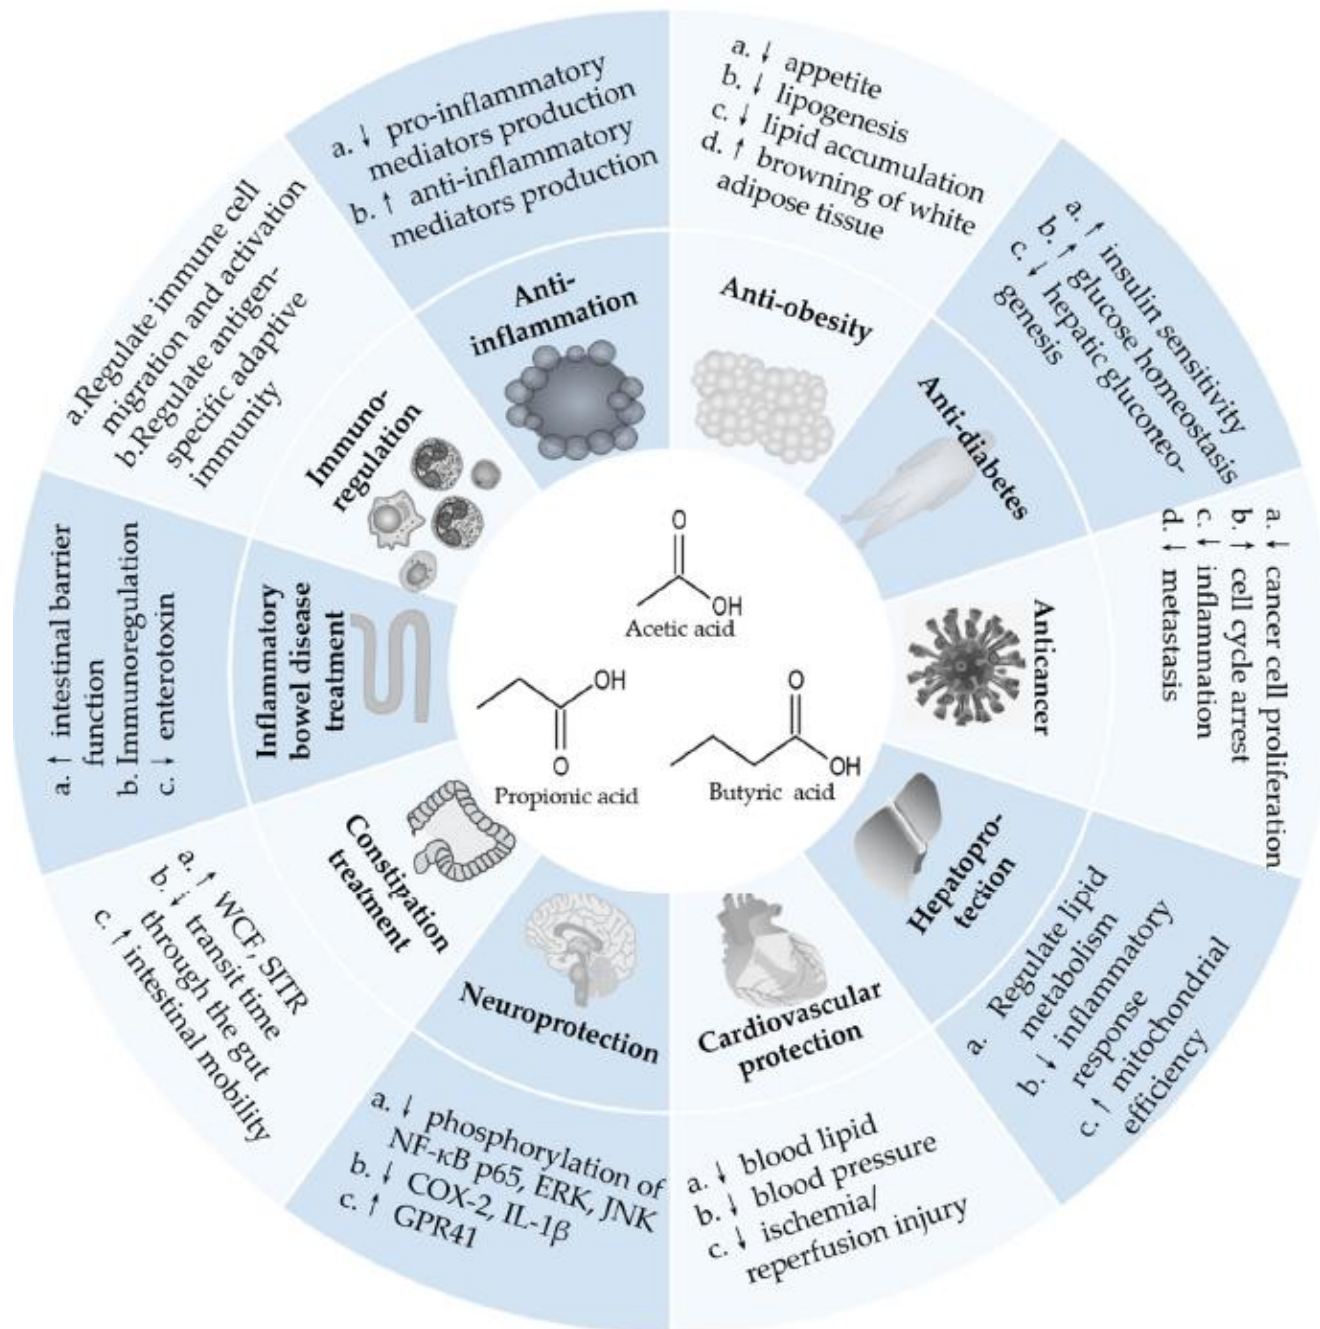 a. ↓ appetite
b. ↓ lipogenesis
c. ↓ lipid accumulation
d. ↑ browning of white
adipose tissue
Anti-obesity
a. ↑ insulin sensitivity
b. ↑ glucose homeostasis
c. ↓ hepatic gluconeo-
genesis
Anti-diabetes
a. ↓ cancer cell proliferation
b. ↑ cell cycle arrest
c. ↓ inflammation
d. ↓ metastasis
Anticancer
Hepatopro-
tection
a. Regulate lipid
metabolism
b. ↓ inflammatory
response
c. ↑ mitochondrial
efficiency
Cardiovascular
protection
a. ↓ blood lipid
b. ↓ blood pressure
c. ↓ ischemia/
reperfusion injury
Neuroprotection
a. ↓ phosphorylation of
NF-κB p65, ERK, JNK
b. ↓ COX-2, IL-1β
c. ↑ GPR41
Constipation
treatment
a. ↑ WCF, SITR
b. ↓ transit time
through the gut
c. ↑ intestinal mobility
Inflammatory
bowel disease
treatment
a. ↑ intestinal barrier
function
b. Immunoregulation
c. ↓ enterotoxin
Immuno-
regulation
a.Regulate immune cell
migration and activation
b.Regulate antigen-
specific adaptive
immunity
a. ↓ pro-inflammatory
mediators production
b. ↑ anti-inflammatory
mediators production
Anti-
inflammation
O
OH
Acetic acid
OH
O
Propionic acid
O
OH
Butyric acid